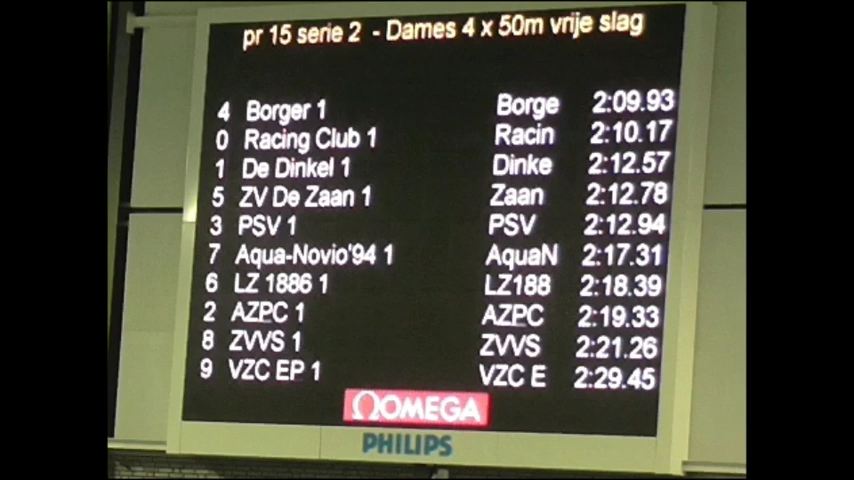 pr 15 serie 2 - Dames 4 x 50m vrije slag
4 Borger 1 Borge 2:09.93
0 Racing Club 1 Racin 2:10.17
1 De Dinkel 1 Dinke 2:12.57
5 ZV De Zaan 1 Zaan 2:12.78
3 PSV 1 PSV 2:12.94
7 Aqua-Novio'94 1 AquaN 2:17.31
6 LZ 1886 1 LZ188 2:18.39
2 AZPC 1 AZPC 2:19.33
8 ZVVS 1 ZVVS 2:21.26
9 VZC EP 1 VZC E 2:29.45
ΩOMEGA
PHILIPS